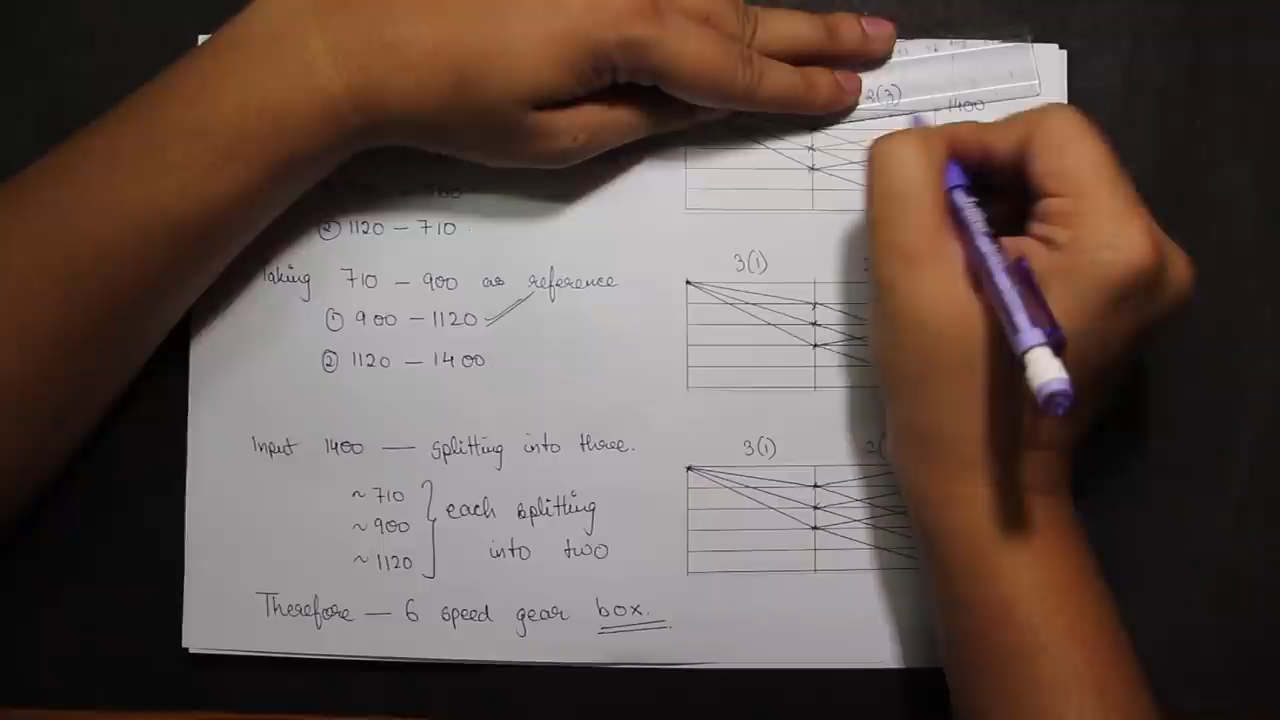 ② 1120 – 710
Taking 710 – 900 as reference
① 900 – 1120
② 1120 – 1400
Input 1400 — splitting into three.
~ 710
~ 900
~ 1120
each splitting
into two
Therefore — 6 speed gear box.
2(3)
1400
3(1)
3(1)